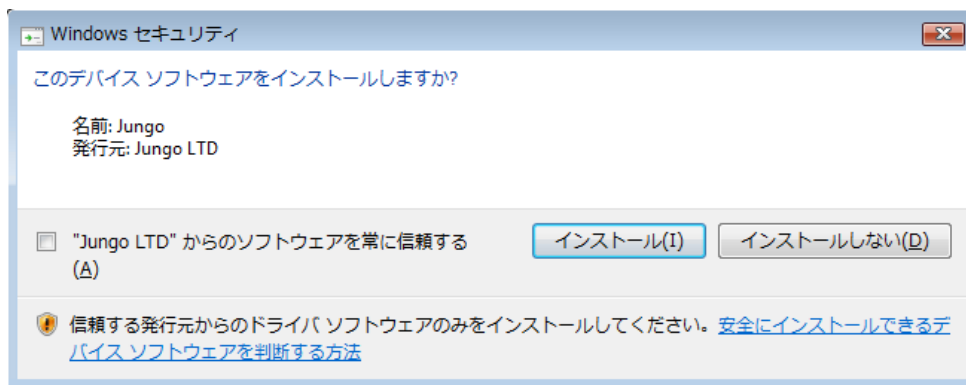 Windows セキュリティ
このデバイス ソフトウェアをインストールしますか?
名前: Jungo
発行元: Jungo LTD
"Jungo LTD" からのソフトウェアを常に信頼する
(A)
インストール(I)
インストールしない(D)
信頼する発行元からのドライバ ソフトウェアのみをインストールしてください。安全にインストールできるデ
バイス ソフトウェアを判断する方法